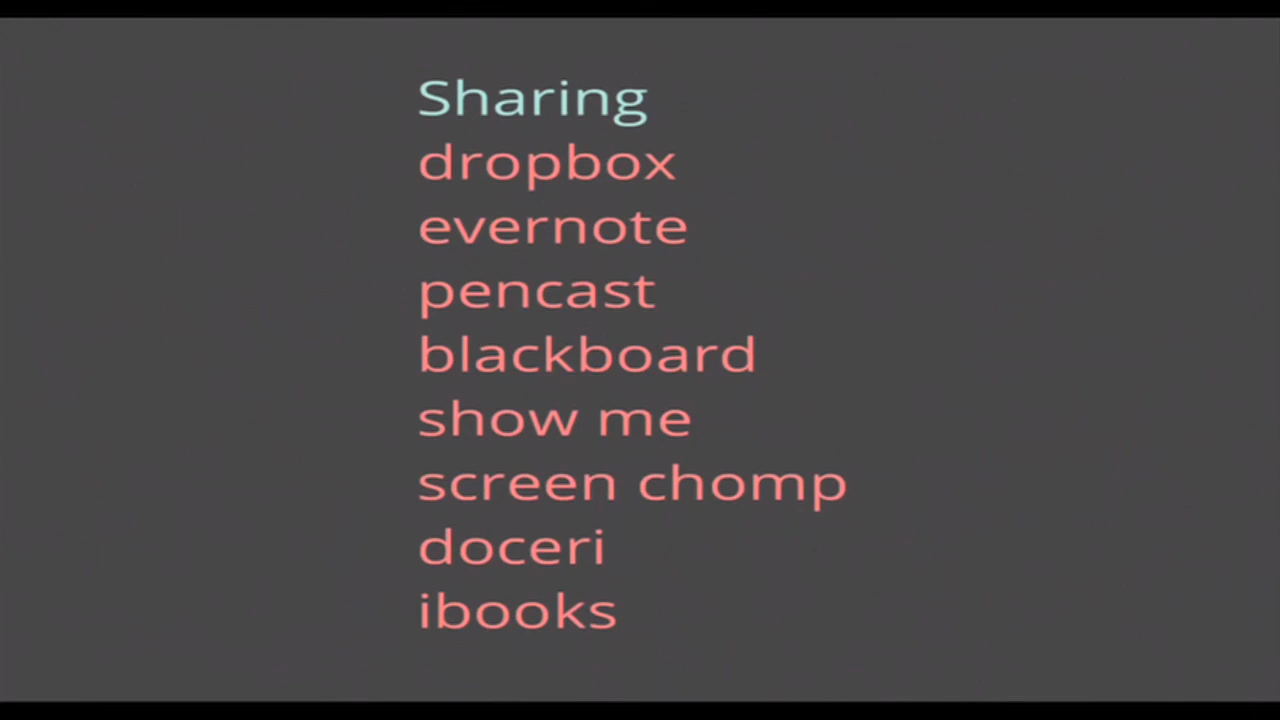 Sharing
dropbox
evernote
pencast
blackboard
show me
screen chomp
doceri
ibooks